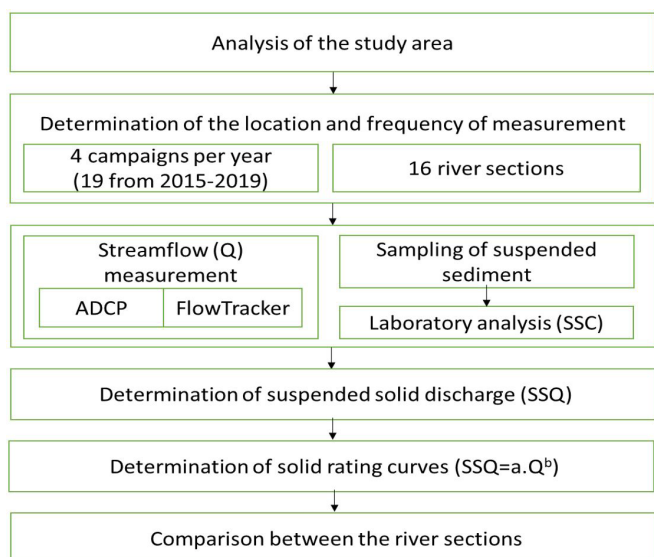 Analysis of the study area
Determination of the location and frequency of measurement
4 campaigns per year
(19 from 2015-2019)
16 river sections
Streamflow (Q)
measurement
ADCP
FlowTracker
Sampling of suspended
sediment
Laboratory analysis (SSC)
Determination of suspended solid discharge (SSQ)
Determination of solid rating curves (SSQ=a.Qᵇ)
Comparison between the river sections